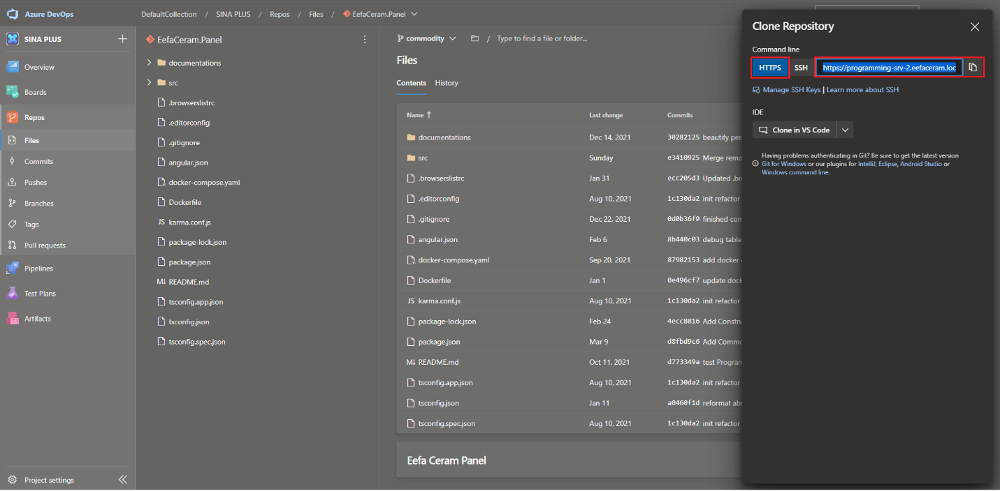 Azure DevOps
DefaultCollection / SINA PLUS / Repos / Files / EefaCeram.Panel
SINA PLUS
Overview
Boards
Repos
Files
Commits
Pushes
Branches
Tags
Pull requests
Pipelines
Test Plans
Artifacts
Project settings
EefaCeram.Panel
documentations
src
.browserslistrc
.editorconfig
.gitignore
angular.json
docker-compose.yaml
Dockerfile
JS karma.conf.js
package-lock.json
package.json
M↓ README.md
tsconfig.app.json
tsconfig.json
tsconfig.spec.json
commodity / Type to find a file or folder...
Files
Contents History
Name ↑ Last change Commits
documentations Dec 14, 2021 30282125 beautify per
src Sunday e3410925 Merge remo
.browserslistrc Jan 31 ecc205d3 Updated .br
.editorconfig Aug 10, 2021 1c130da2 init refactor
.gitignore Dec 22, 2021 0d0b36f9 finished com
angular.json Feb 6 8b440c03 debug table
docker-compose.yaml Sep 20, 2021 87982153 add docker
Dockerfile Jan 1 0e496cf7 update dock
JS karma.conf.js Aug 10, 2021 1c130da2 init refactor
package-lock.json Feb 24 4ecc8816 Add Constru
package.json Mar 9 d8fbd9c6 Add Commo
M↓ README.md Oct 11, 2021 d773349a test Program
tsconfig.app.json Aug 10, 2021 1c130da2 init refactor
tsconfig.json Jan 11 a0460f1d reformat abs
tsconfig.spec.json Aug 10, 2021 1c130da2 init refactor
Eefa Ceram Panel
Clone Repository
Command line
HTTPS SSH https://programming-srv-2.eefaceram.loc
Manage SSH Keys | Learn more about SSH
IDE
Clone in VS Code
Having problems authenticating in Git? Be sure to get the latest version
Git for Windows or our plugins for IntelliJ, Eclipse, Android Studio or
Windows command line.